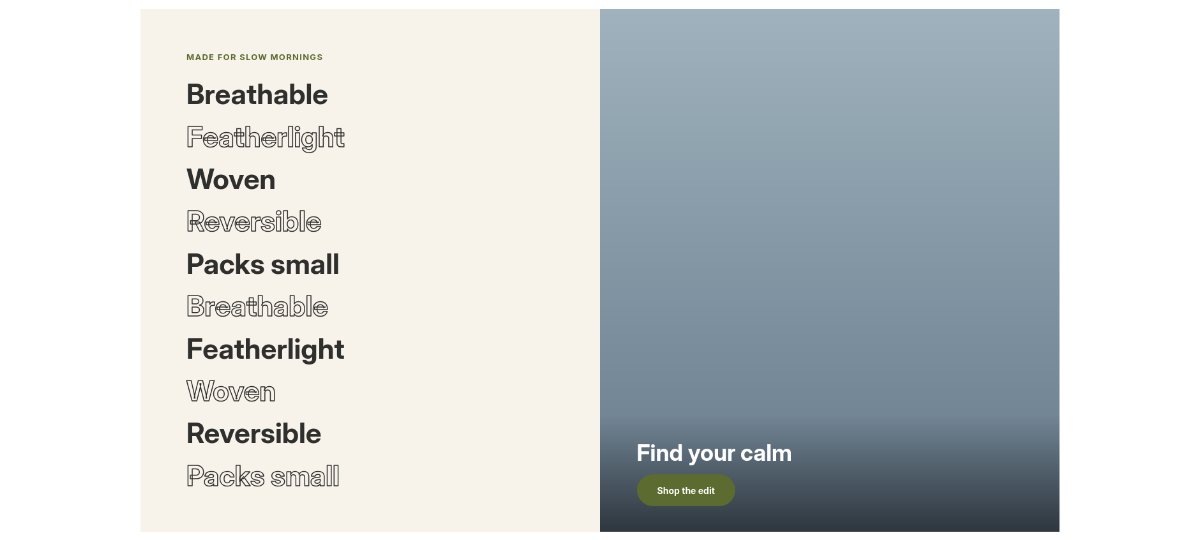 MADE FOR SLOW MORNINGS
Breathable
Featherlight
Woven
Reversible
Packs small
Breathable
Featherlight
Woven
Reversible
Packs small
Find your calm
Shop the edit